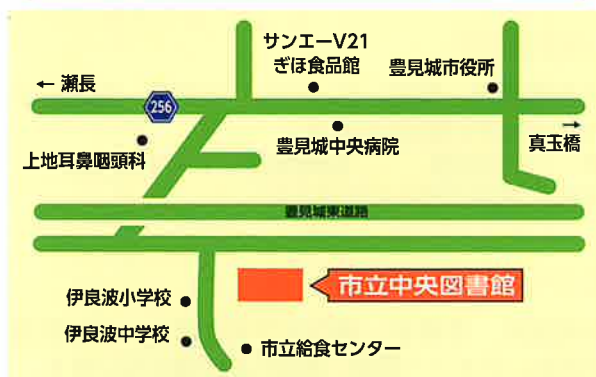 サンエーV21
ぎほ食品館
豊見城市役所
← 瀬長
256
→
真玉橋
上地耳鼻咽頭科
豊見城中央病院
豊見城東道路
市立中央図書館
伊良波小学校
伊良波中学校
市立給食センター